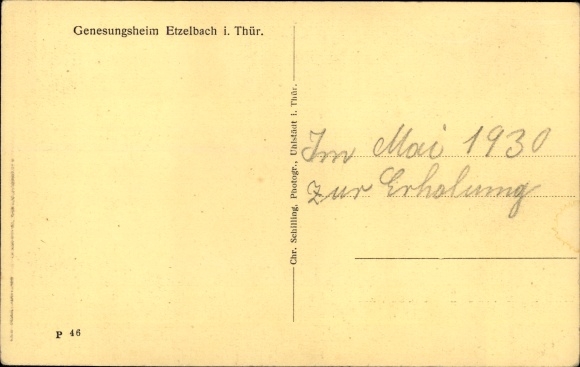 Genesungsheim Etzelbach i. Thür.
Chr. Schilling, Photogr., Uhlstädt i. Thür.
Im Mai 1930
Zur Erholung
P 46